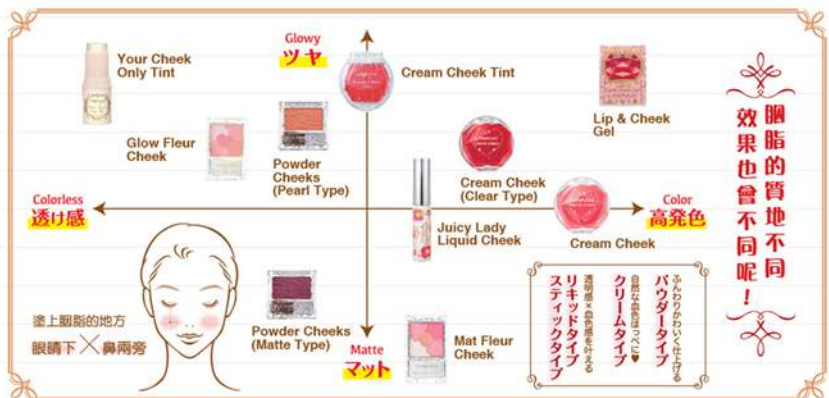 Glowy
ツヤ
Your Cheek
Only Tint
Cream Cheek Tint
Lip & Cheek
Gel
Glow Fleur
Cheek
Powder
Cheeks
(Pearl Type)
Cream Cheek
(Clear Type)
Colorless
透け感
Color
高発色
Juicy Lady
Liquid Cheek
Cream Cheek
塗上胭脂的地方
眼睛下×鼻兩旁
Powder Cheeks
(Matte Type)
Matte
マット
Mat Fleur
Cheek
ふんわりかわいく仕上げる
パウダータイプ
自然な血色ほっぺに♥
クリームタイプ
透明感×血色感を叶える
リキッドタイプ
スティックタイプ
胭脂的質地不同
效果也會不同呢！